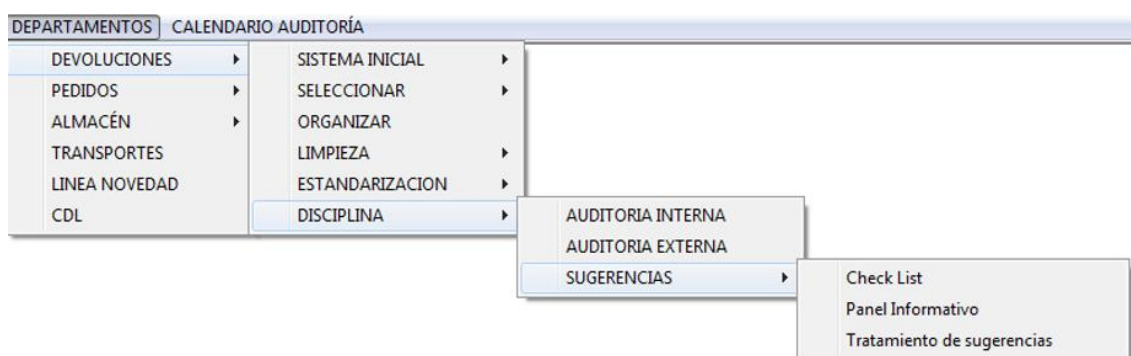 DEPARTAMENTOS CALENDARIO AUDITORÍA
DEVOLUCIONES
PEDIDOS
ALMACÉN
TRANSPORTES
LINEA NOVEDAD
CDL
SISTEMA INICIAL
SELECCIONAR
ORGANIZAR
LIMPIEZA
ESTANDARIZACION
DISCIPLINA
AUDITORIA INTERNA
AUDITORIA EXTERNA
SUGERENCIAS
Check List
Panel Informativo
Tratamiento de sugerencias